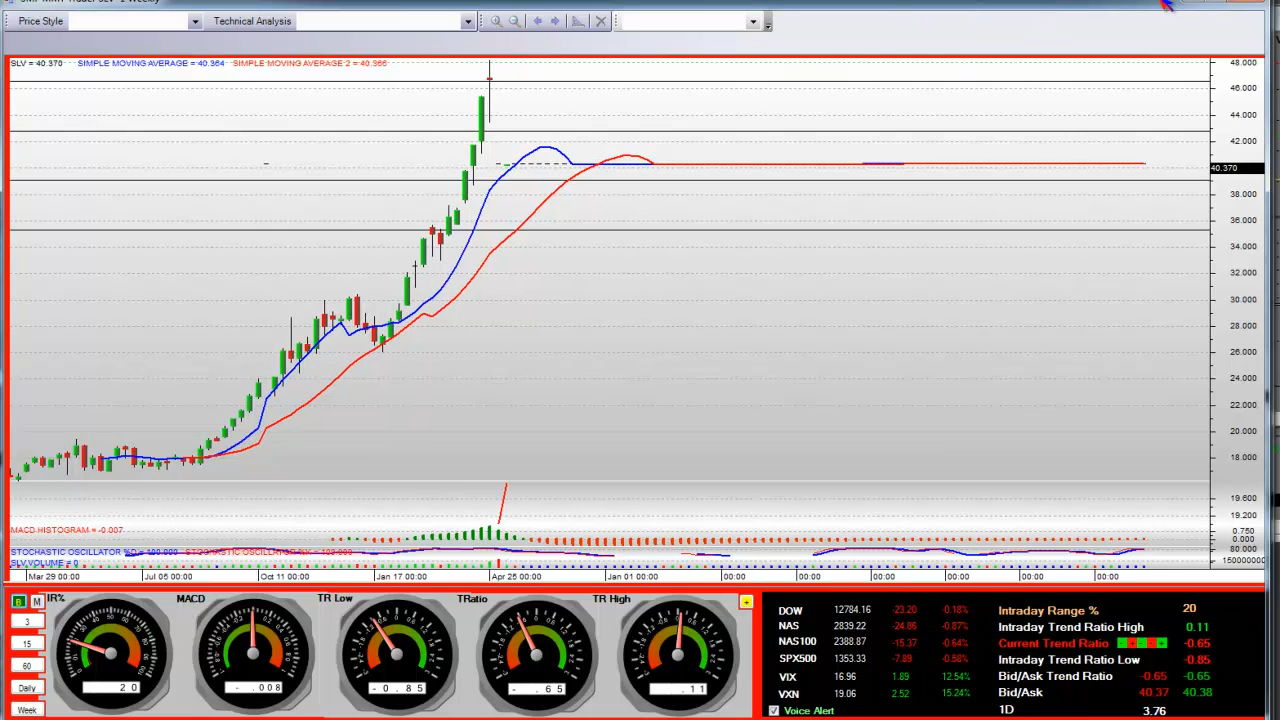 Price Style Technical Analysis
SLV = 40.370 SIMPLE MOVING AVERAGE = 40.364 SIMPLE MOVING AVERAGE 2 = 40.366
48.000
46.000
44.000
42.000
40.370
38.000
36.000
34.000
32.000
30.000
28.000
26.000
24.000
22.000
20.000
18.000
19.600
19.200
MACD HISTOGRAM = -0.007
0.750
0.000
STOCHASTIC OSCILLATOR %D = 100.000
80.000
SLV VOLUME = 0
Mar 29 00:00 Jul 05 00:00 Oct 11 00:00 Jan 17 00:00 Apr 25 00:00 Jan 01 00:00 00:00 00:00 00:00 00:00 00:00 00:00
B M IR% MACD TR Low TRatio TR High +
3
15
60
Daily
Week
20 -.008 -0.85 -.65 .11
DOW 12784.16 -23.20 -0.18%
NAS 2839.22 -24.86 -0.87%
NAS100 2388.87 -15.37 -0.64%
SPX500 1353.33 -7.89 -0.58%
VIX 16.96 1.89 12.54%
VXN 19.06 2.52 15.24%
Voice Alert
Intraday Range % 20
Intraday Trend Ratio High 0.11
Current Trend Ratio -0.65
Intraday Trend Ratio Low -0.85
Bid/Ask Trend Ratio -0.65 -0.65
Bid/Ask 40.37 40.38
1D 3.76